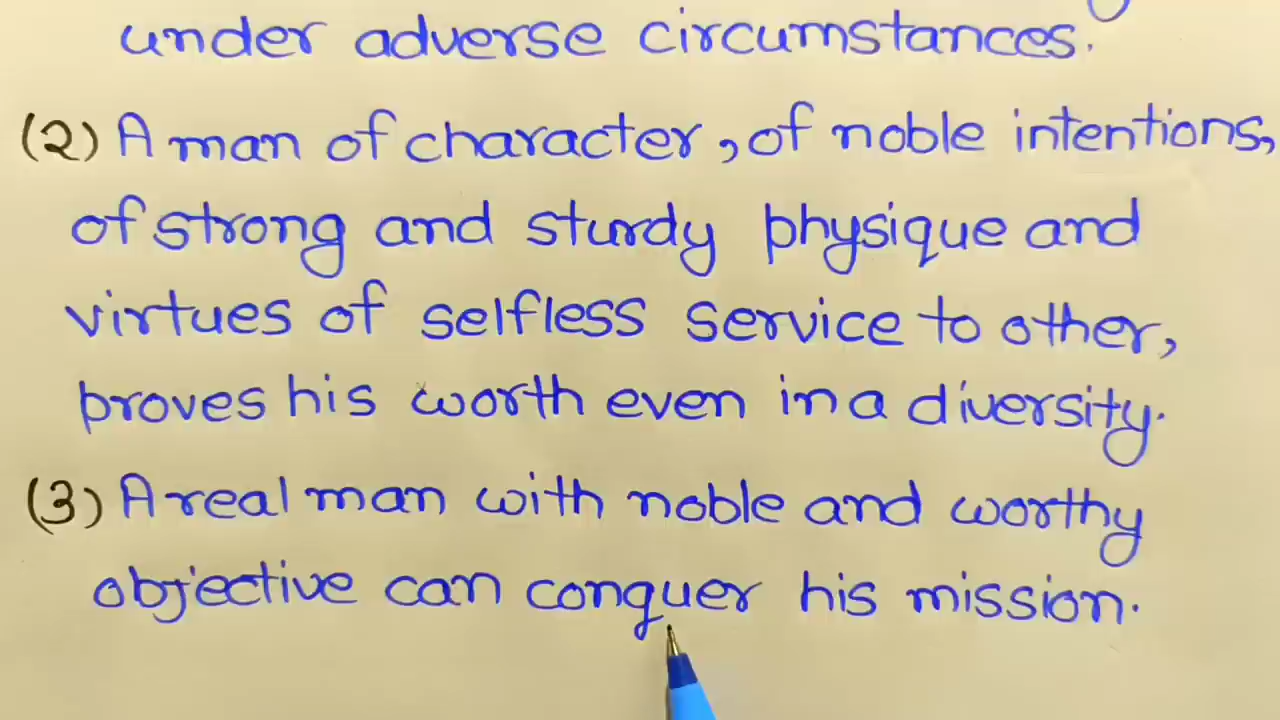 under adverse circumstances.
(2) A man of character, of noble intentions,
of strong and sturdy physique and
virtues of selfless service to other,
proves his worth even in a diversity.
(3) A real man with noble and worthy
objective can conquer his mission.